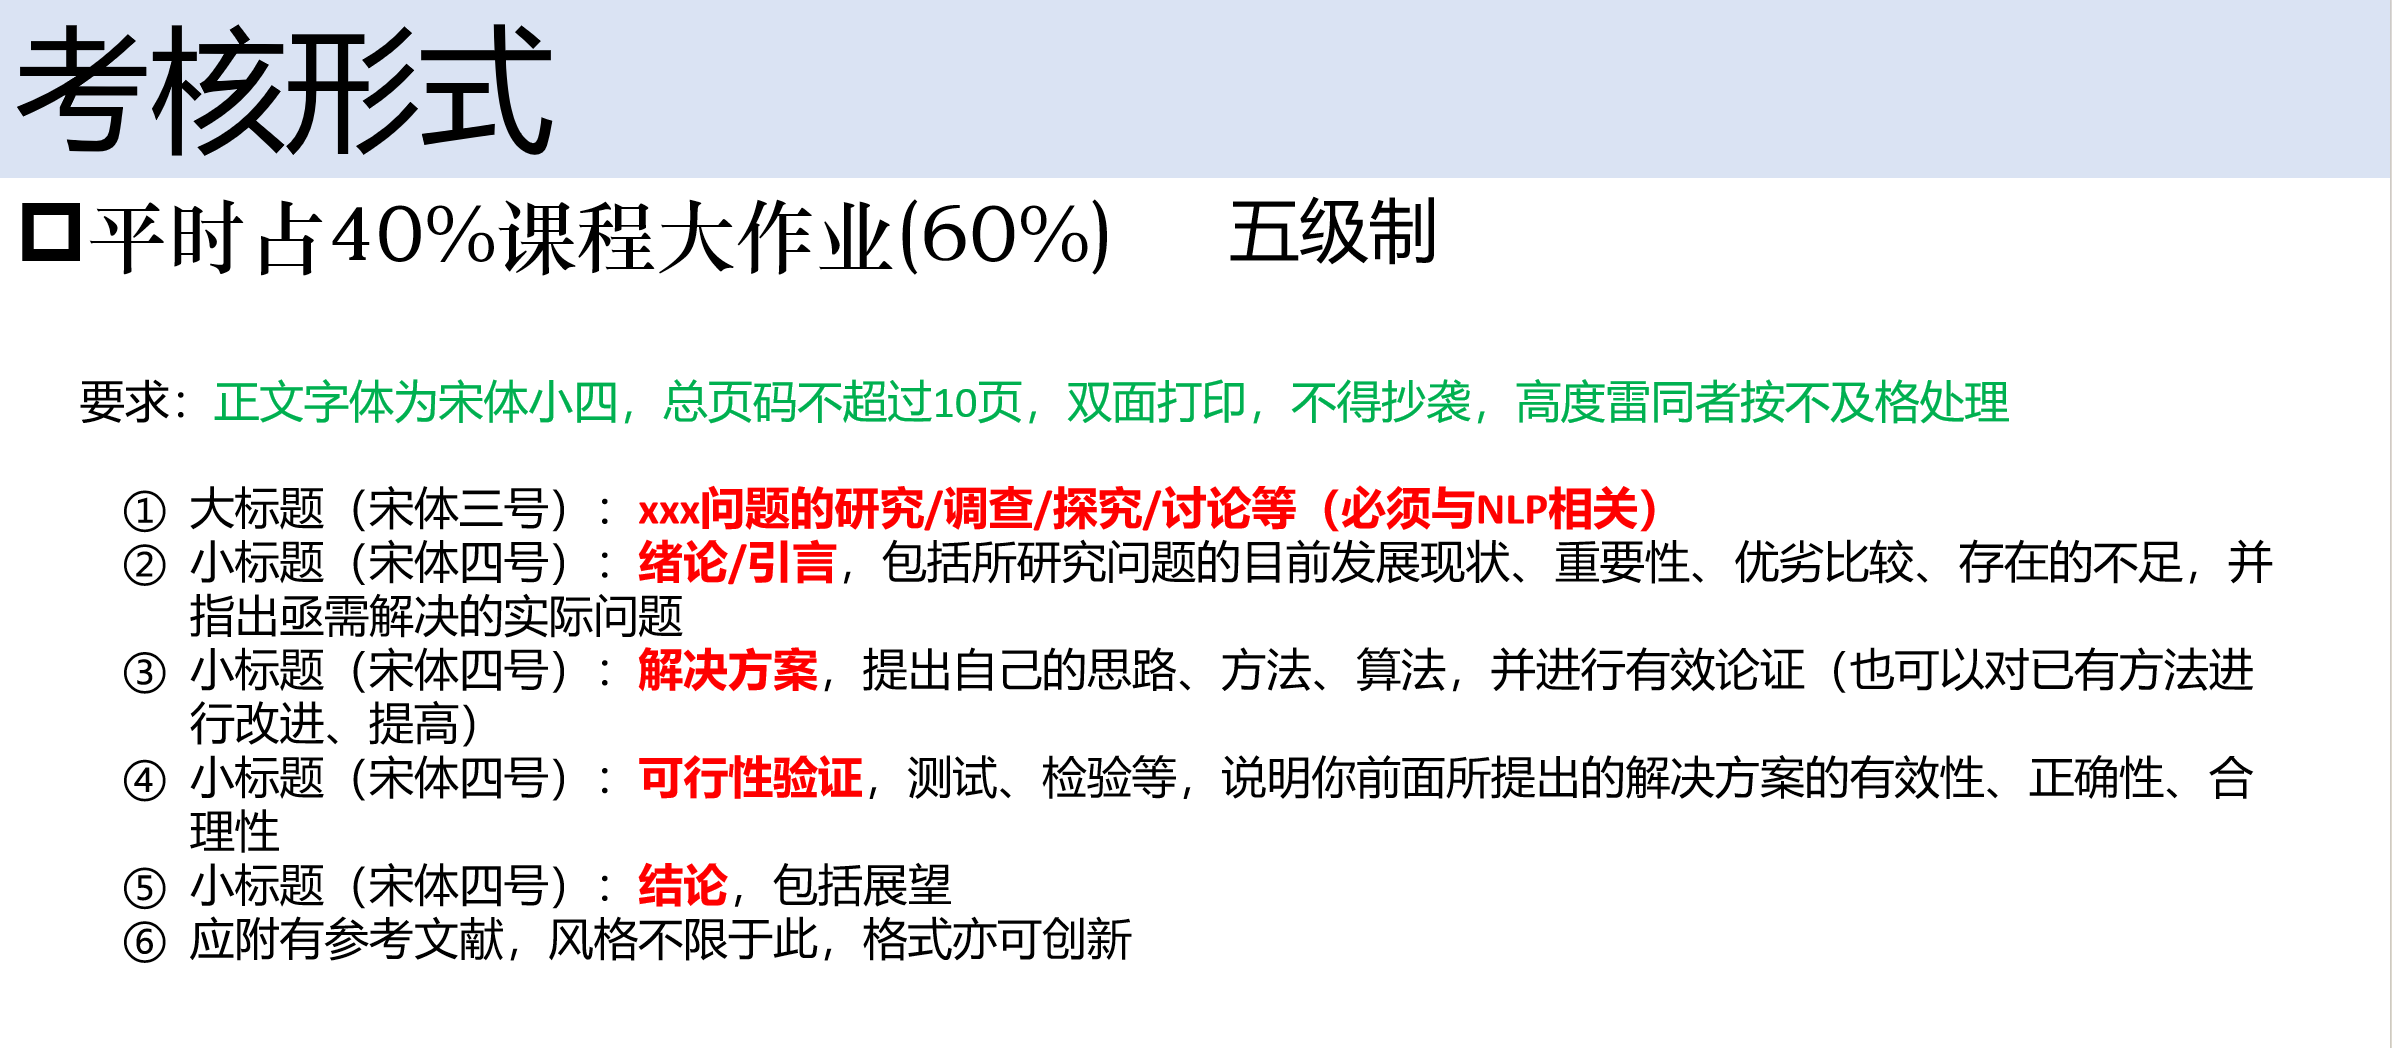 考核形式
平时占40%课程大作业(60%) 五级制
要求：正文字体为宋体小四，总页码不超过10页，双面打印，不得抄袭，高度雷同者按不及格处理
① 大标题（宋体三号）：xxx问题的研究/调查/探究/讨论等（必须与NLP相关）
② 小标题（宋体四号）：绪论/引言，包括所研究问题的目前发展现状、重要性、优劣比较、存在的不足，并
指出亟需解决的实际问题
③ 小标题（宋体四号）：解决方案，提出自己的思路、方法、算法，并进行有效论证（也可以对已有方法进
行改进、提高）
④ 小标题（宋体四号）：可行性验证，测试、检验等，说明你前面所提出的解决方案的有效性、正确性、合
理性
⑤ 小标题（宋体四号）：结论，包括展望
⑥ 应附有参考文献，风格不限于此，格式亦可创新